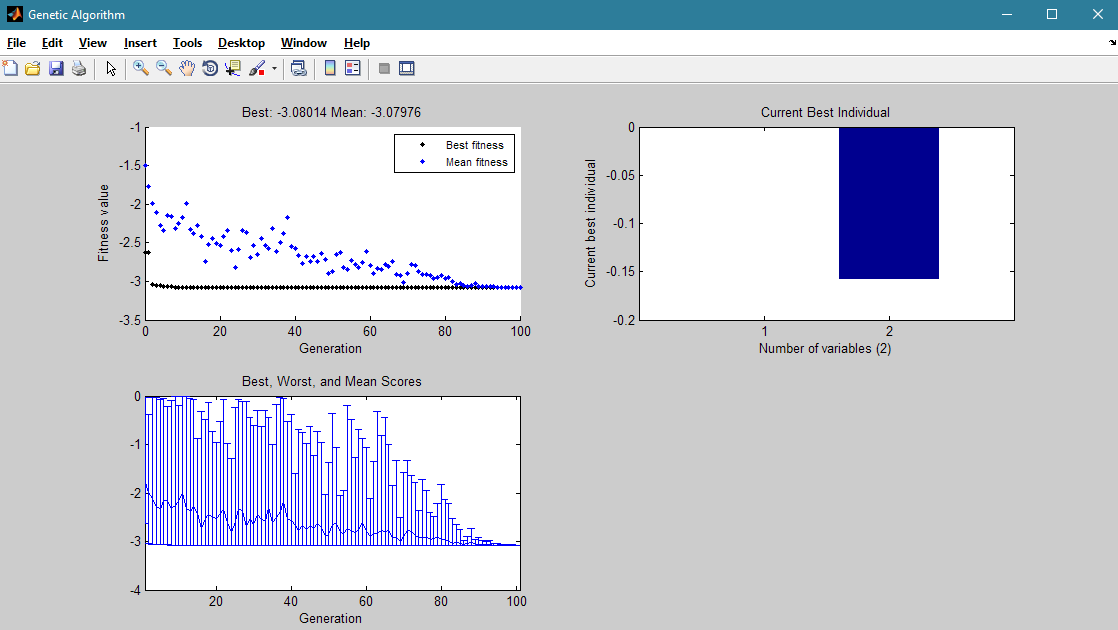 Genetic Algorithm
File Edit View Insert Tools Desktop Window Help
Best: -3.08014 Mean: -3.07976
Fitness value
-1
-1.5
-2
-2.5
-3
-3.5
0 20 40 60 80 100
Generation
Best fitness
Mean fitness
Current Best Individual
Current best individual
0
-0.05
-0.1
-0.15
-0.2
1 2
Number of variables (2)
Best, Worst, and Mean Scores
0
-1
-2
-3
-4
20 40 60 80 100
Generation